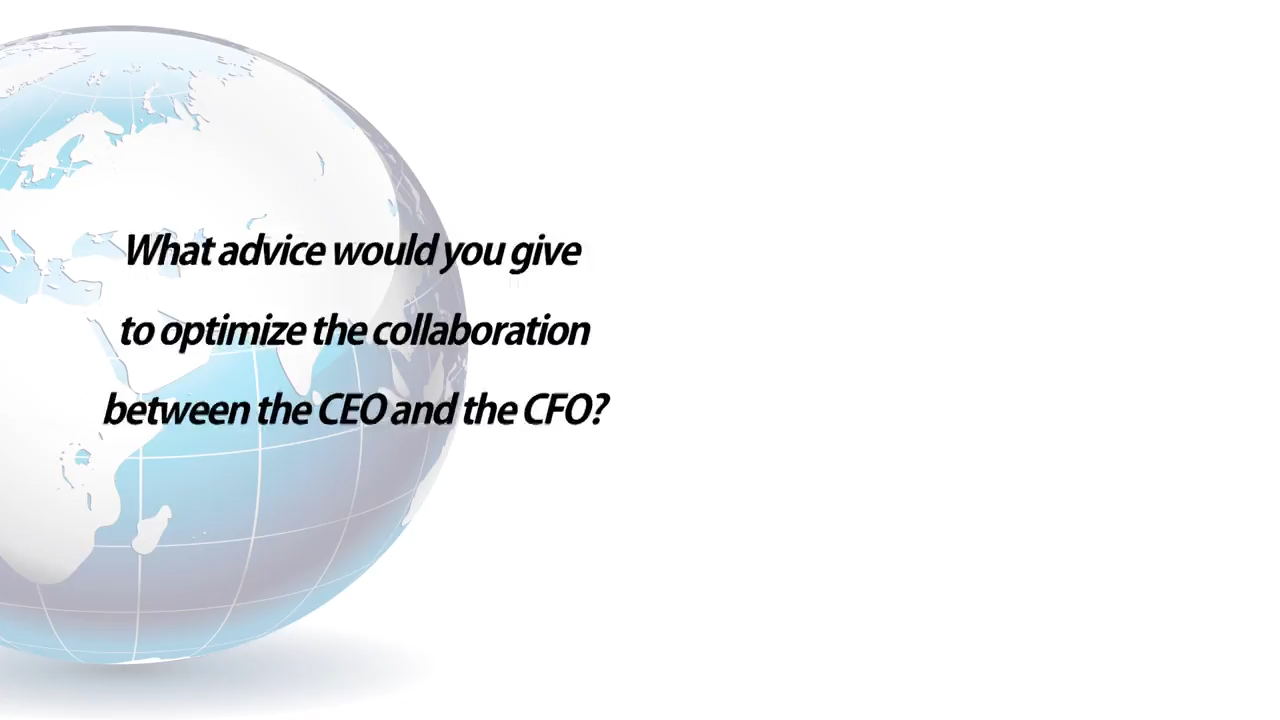 What advice would you give
to optimize the collaboration
between the CEO and the CFO?